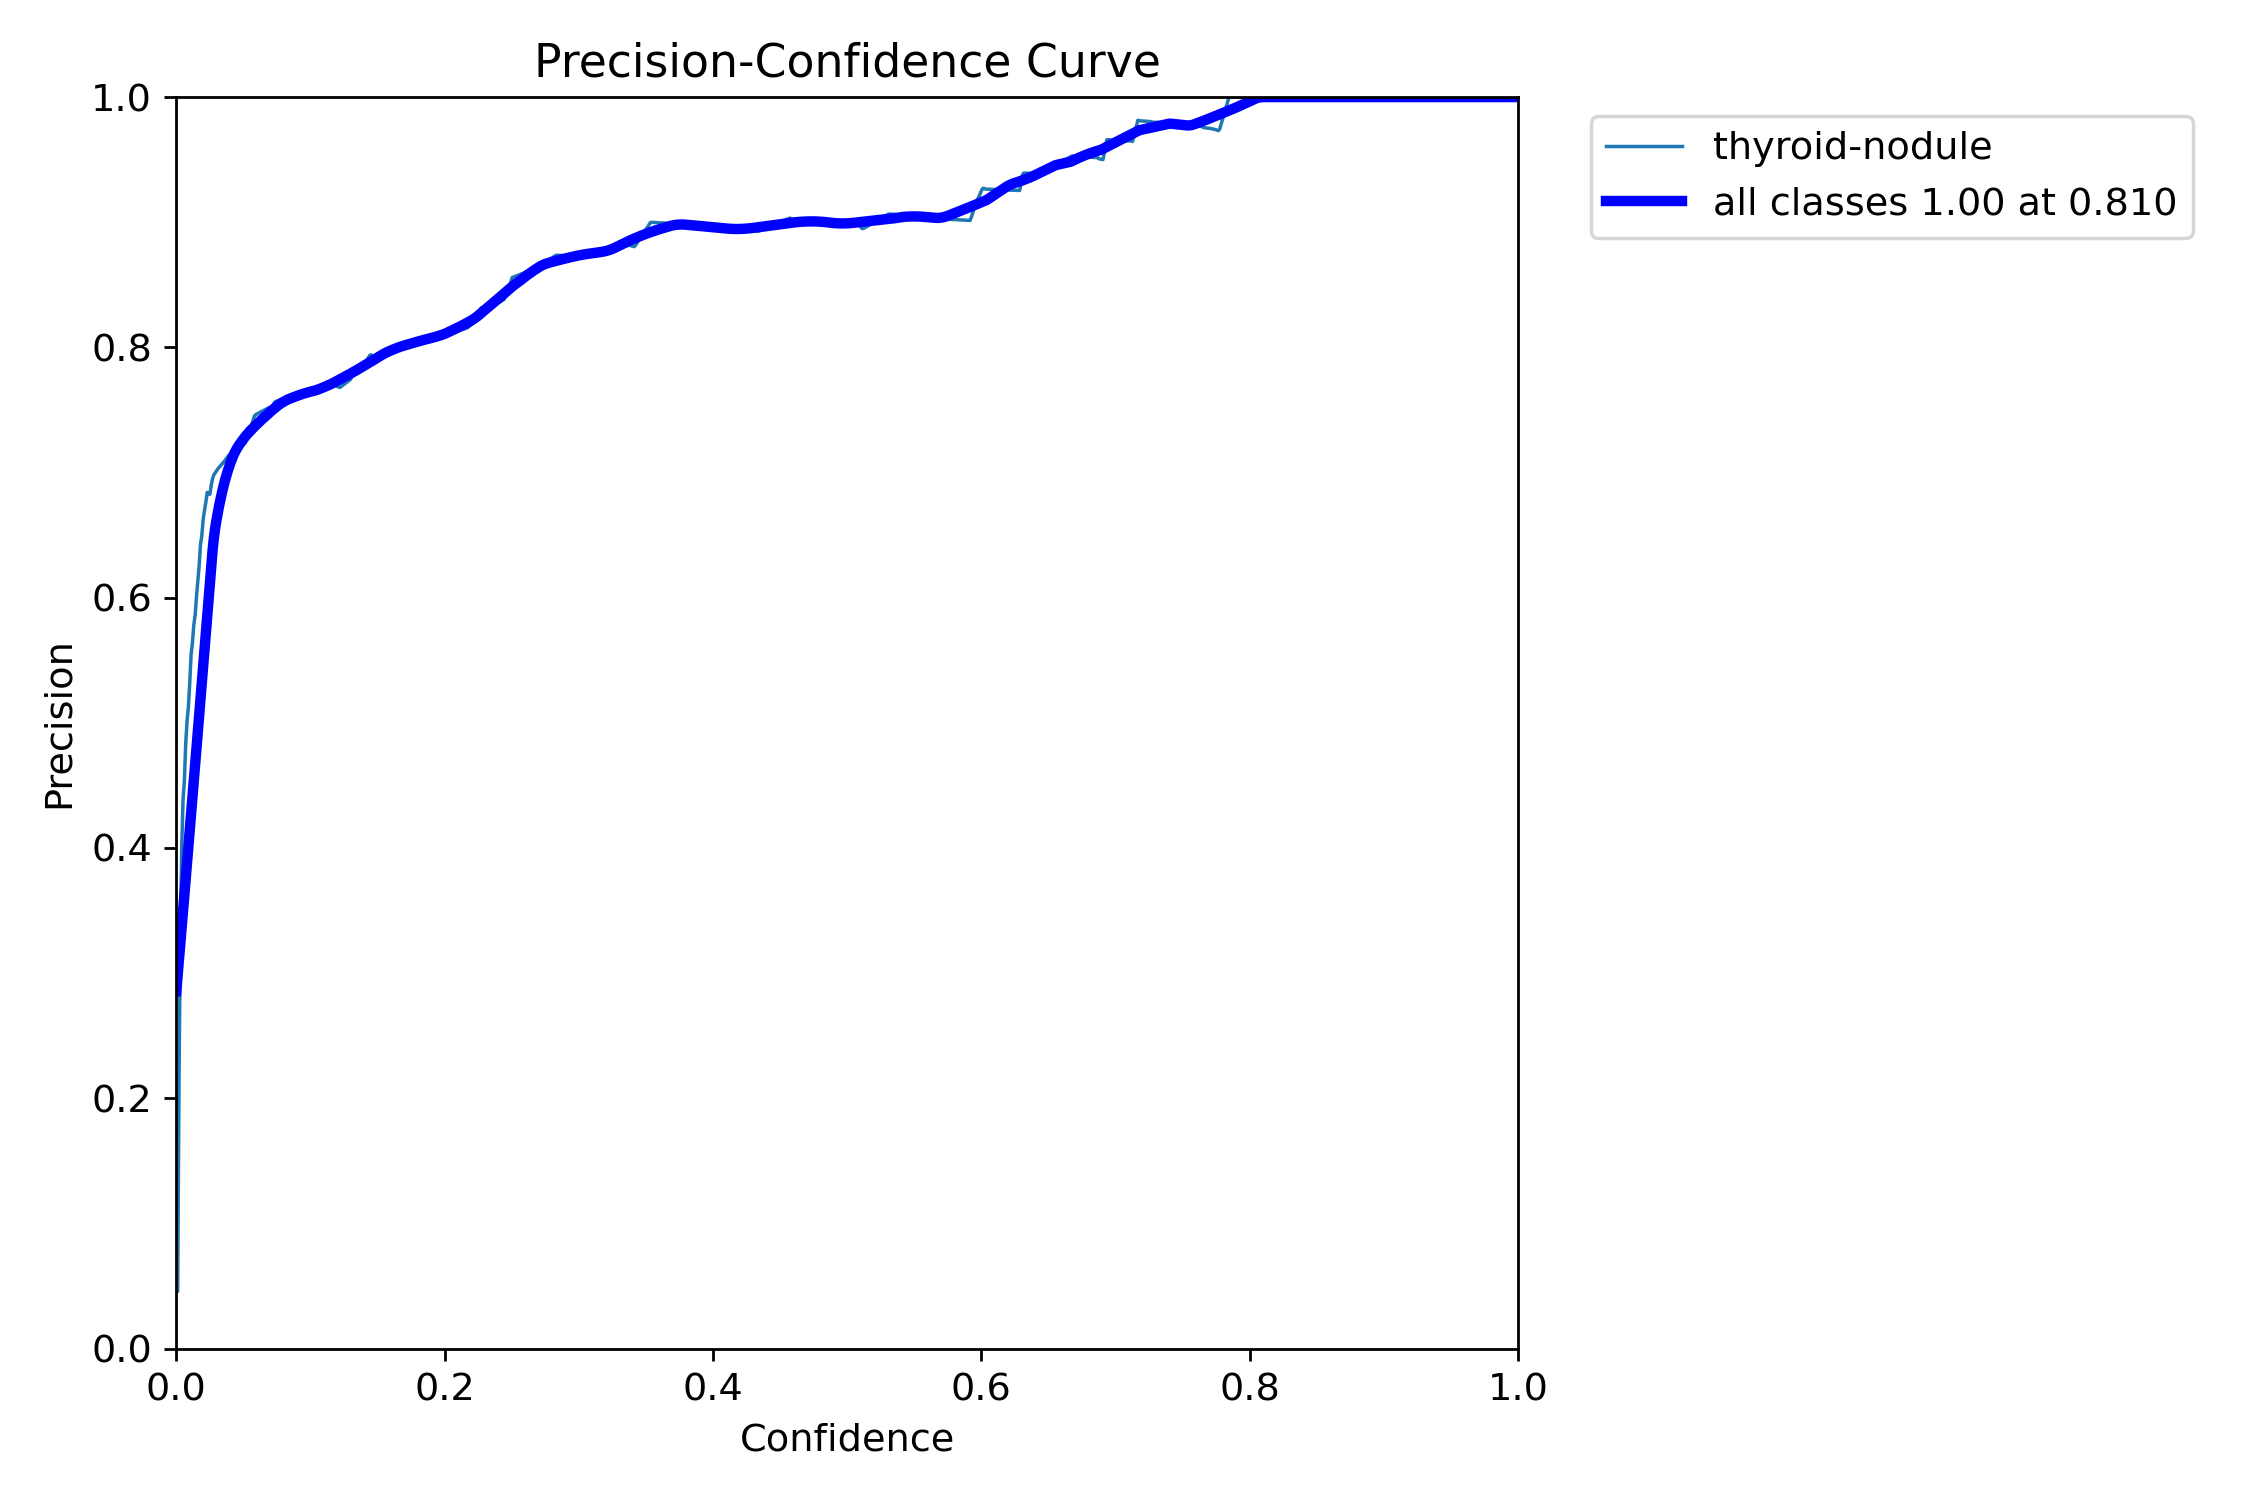 Precision-Confidence Curve
1.0
0.8
0.6
0.4
0.2
0.0
Precision
0.0 0.2 0.4 0.6 0.8 1.0
Confidence
thyroid-nodule
all classes 1.00 at 0.810